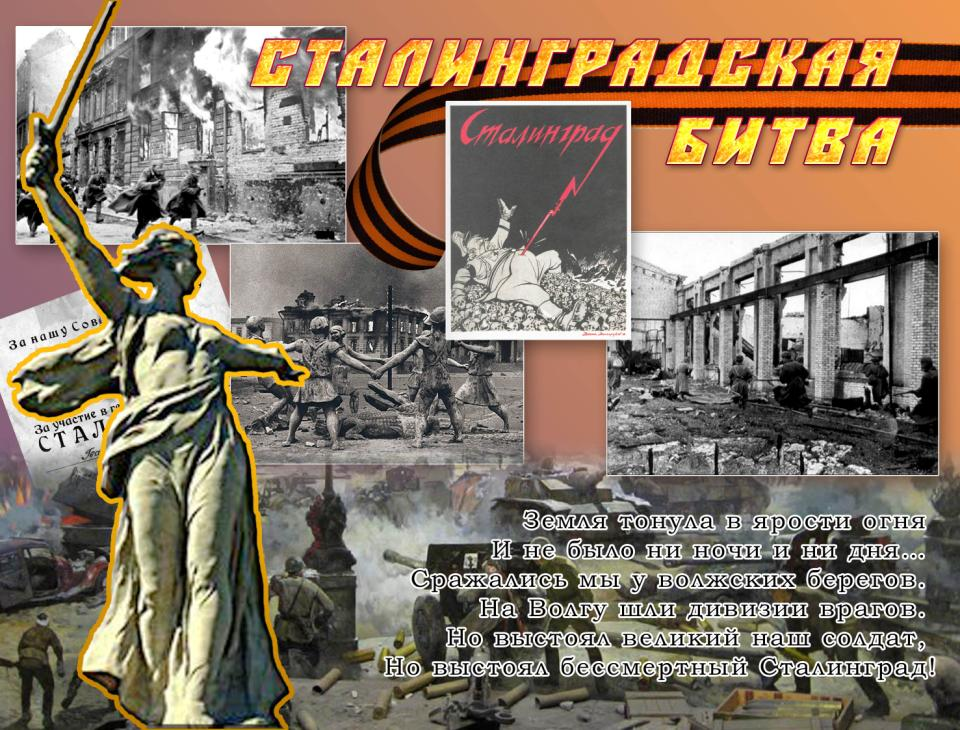 СТАЛИНГРАДСКАЯ
БИТВА
Сталинград
За нашу Сов
За участие в
СТАЛ
Земля тонула в ярости огня
И не было ни ночи и ни дня...
Сражались мы у волжских берегов.
На Волгу шли дивизии врагов.
Но выстоял великий наш солдат,
Но выстоял бессмертный Сталинград!